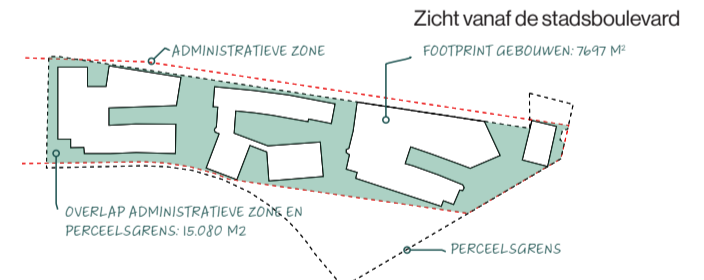 Zicht vanaf de stadsboulevard
ADMINISTRATIEVE ZONE
FOOTPRINT GEBOUWEN: 7697 M²
OVERLAP ADMINISTRATIEVE ZONE EN
PERCEELSGRENS: 15.080 M2
PERCEELSGRENS